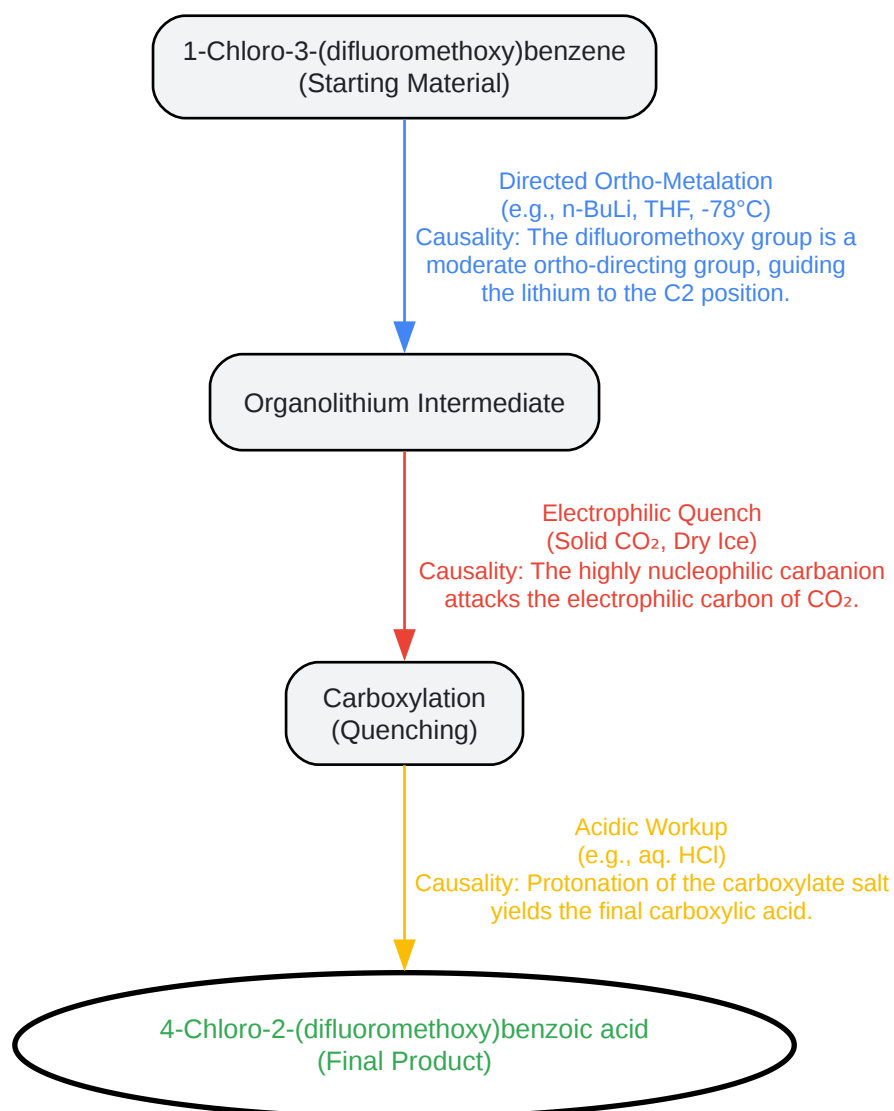 1-Chloro-3-(difluoromethoxy)benzene
(Starting Material)
Directed Ortho-Metalation
(e.g., n-BuLi, THF, -78°C)
Causality: The difluoromethoxy group is a
moderate ortho-directing group, guiding
the lithium to the C2 position.
Organolithium Intermediate
Electrophilic Quench
(Solid CO₂, Dry Ice)
Causality: The highly nucleophilic carbanion
attacks the electrophilic carbon of CO₂.
Carboxylation
(Quenching)
Acidic Workup
(e.g., aq. HCl)
Causality: Protonation of the carboxylate salt
yields the final carboxylic acid.
4-Chloro-2-(difluoromethoxy)benzoic acid
(Final Product)